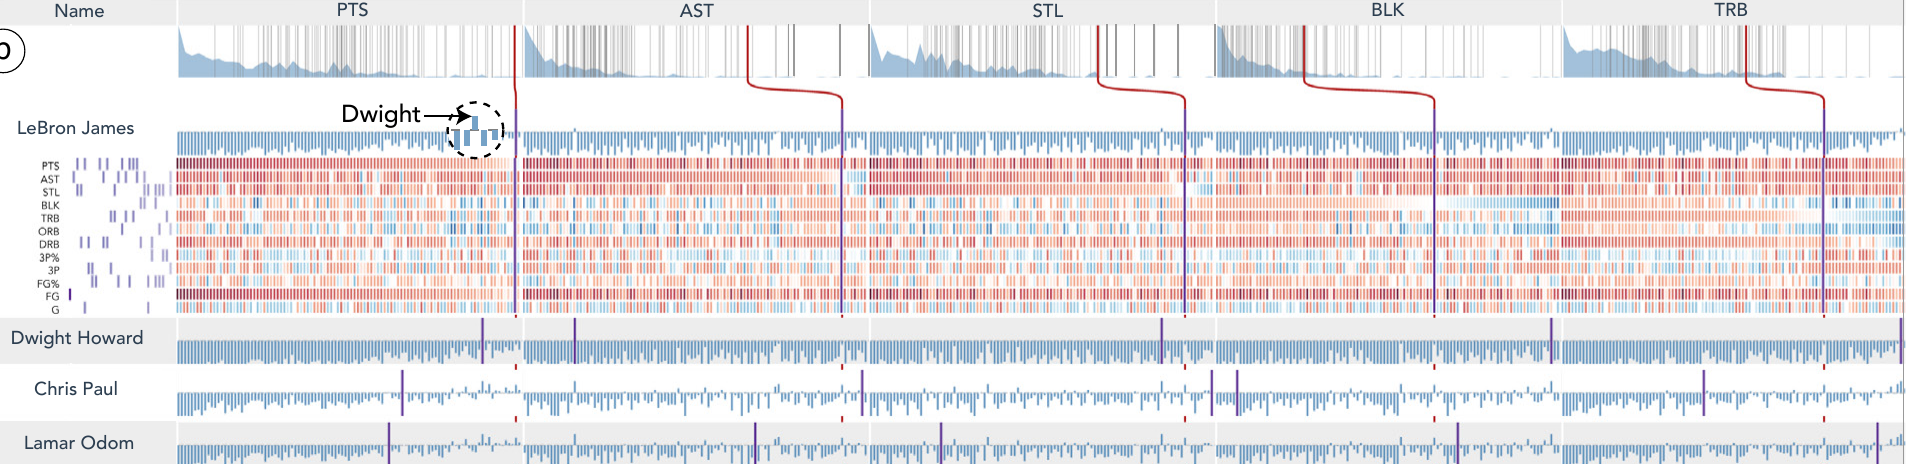 Name PTS AST STL BLK TRB
b
Dwight
LeBron James
PTS
AST
STL
BLK
TRB
ORB
DRB
3P%
3P
FG%
FG
G
Dwight Howard
Chris Paul
Lamar Odom